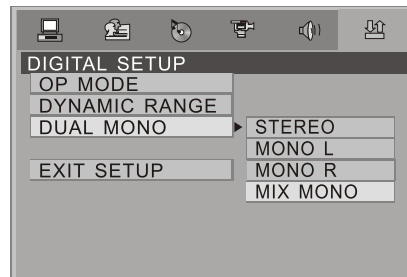 DIGITAL SETUP
OP MODE
DYNAMIC RANGE
DUAL MONO
EXIT SETUP
STEREO
MONO L
MONO R
MIX MONO